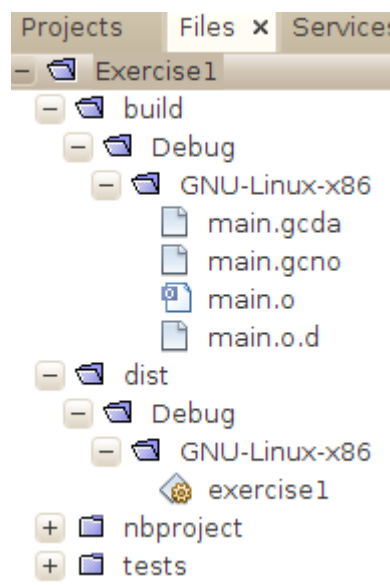 Projects Files × Services
Exercise1
build
Debug
GNU-Linux-x86
main.gcda
main.gcno
main.o
main.o.d
dist
Debug
GNU-Linux-x86
exercise1
nbproject
tests